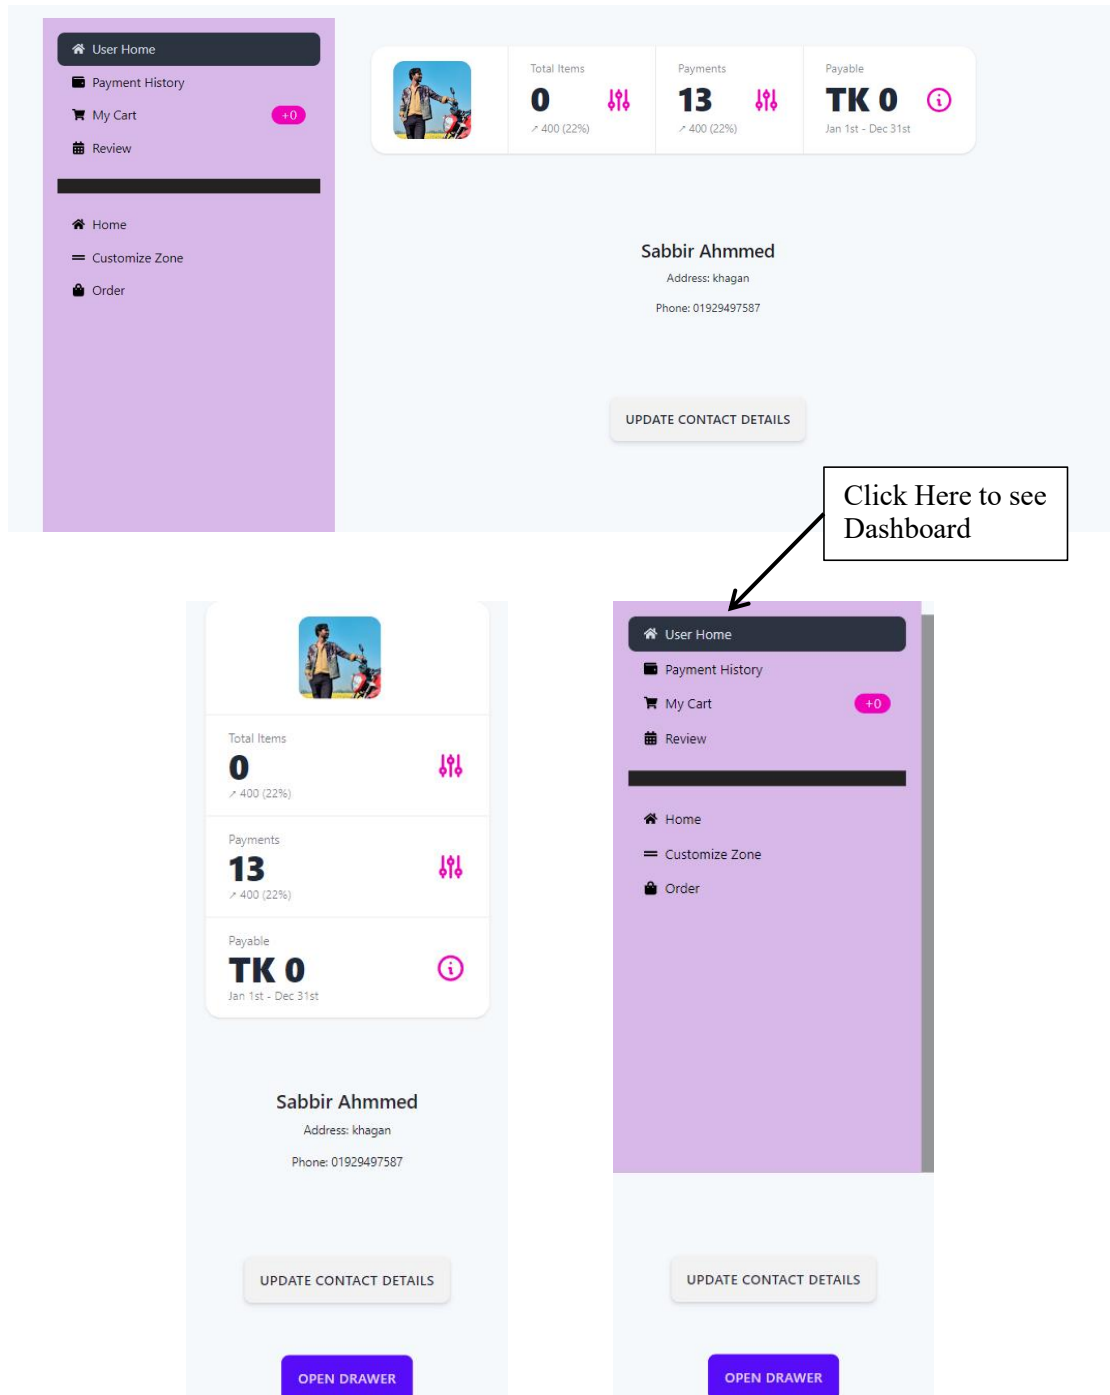 User Home
Payment History
My Cart +0
Review
Home
Customize Zone
Order
Total Items
0
↗ 400 (22%)
Payments
13
↗ 400 (22%)
Payable
TK 0
Jan 1st - Dec 31st
Sabbir Ahmmed
Address: khagan
Phone: 01929497587
UPDATE CONTACT DETAILS
Click Here to see
Dashboard
Total Items
0
↗ 400 (22%)
Payments
13
↗ 400 (22%)
Payable
TK 0
Jan 1st - Dec 31st
Sabbir Ahmmed
Address: khagan
Phone: 01929497587
UPDATE CONTACT DETAILS
OPEN DRAWER
User Home
Payment History
My Cart +0
Review
Home
Customize Zone
Order
UPDATE CONTACT DETAILS
OPEN DRAWER